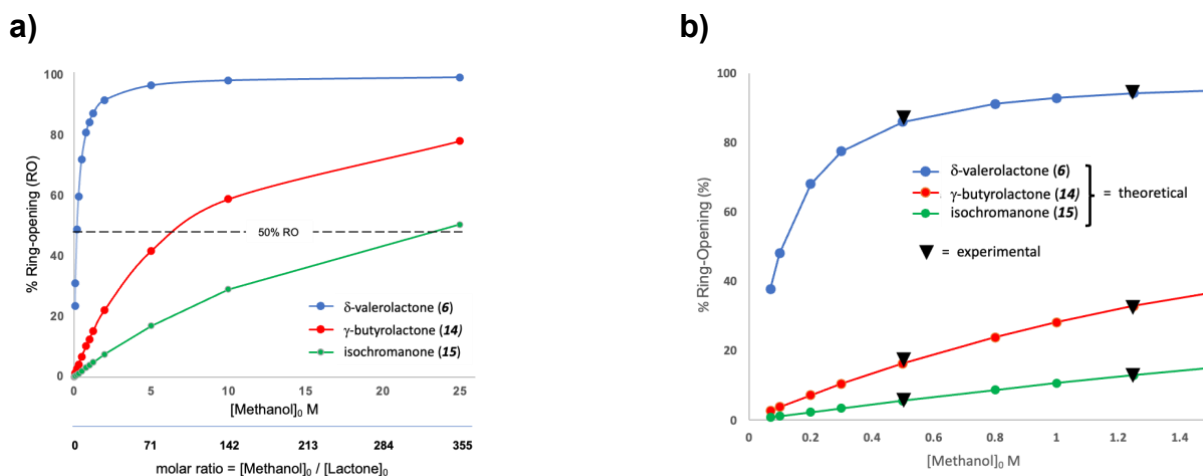 a)
100
80
60
40
20
0
% Ring-opening (RO)
50% RO
δ-valerolactone (6)
γ-butyrolactone (14)
isochromanone (15)
0 5 10 15 20 25
[Methanol]₀ M
0 71 142 213 284 355
molar ratio = [Methanol]₀ / [Lactone]₀
b)
100
80
60
40
20
0
% Ring-Opening (%)
δ-valerolactone (6)
γ-butyrolactone (14) = theoretical
isochromanone (15)
= experimental
0.2 0.4 0.6 0.8 1 1.2 1.4
[Methanol]₀ M